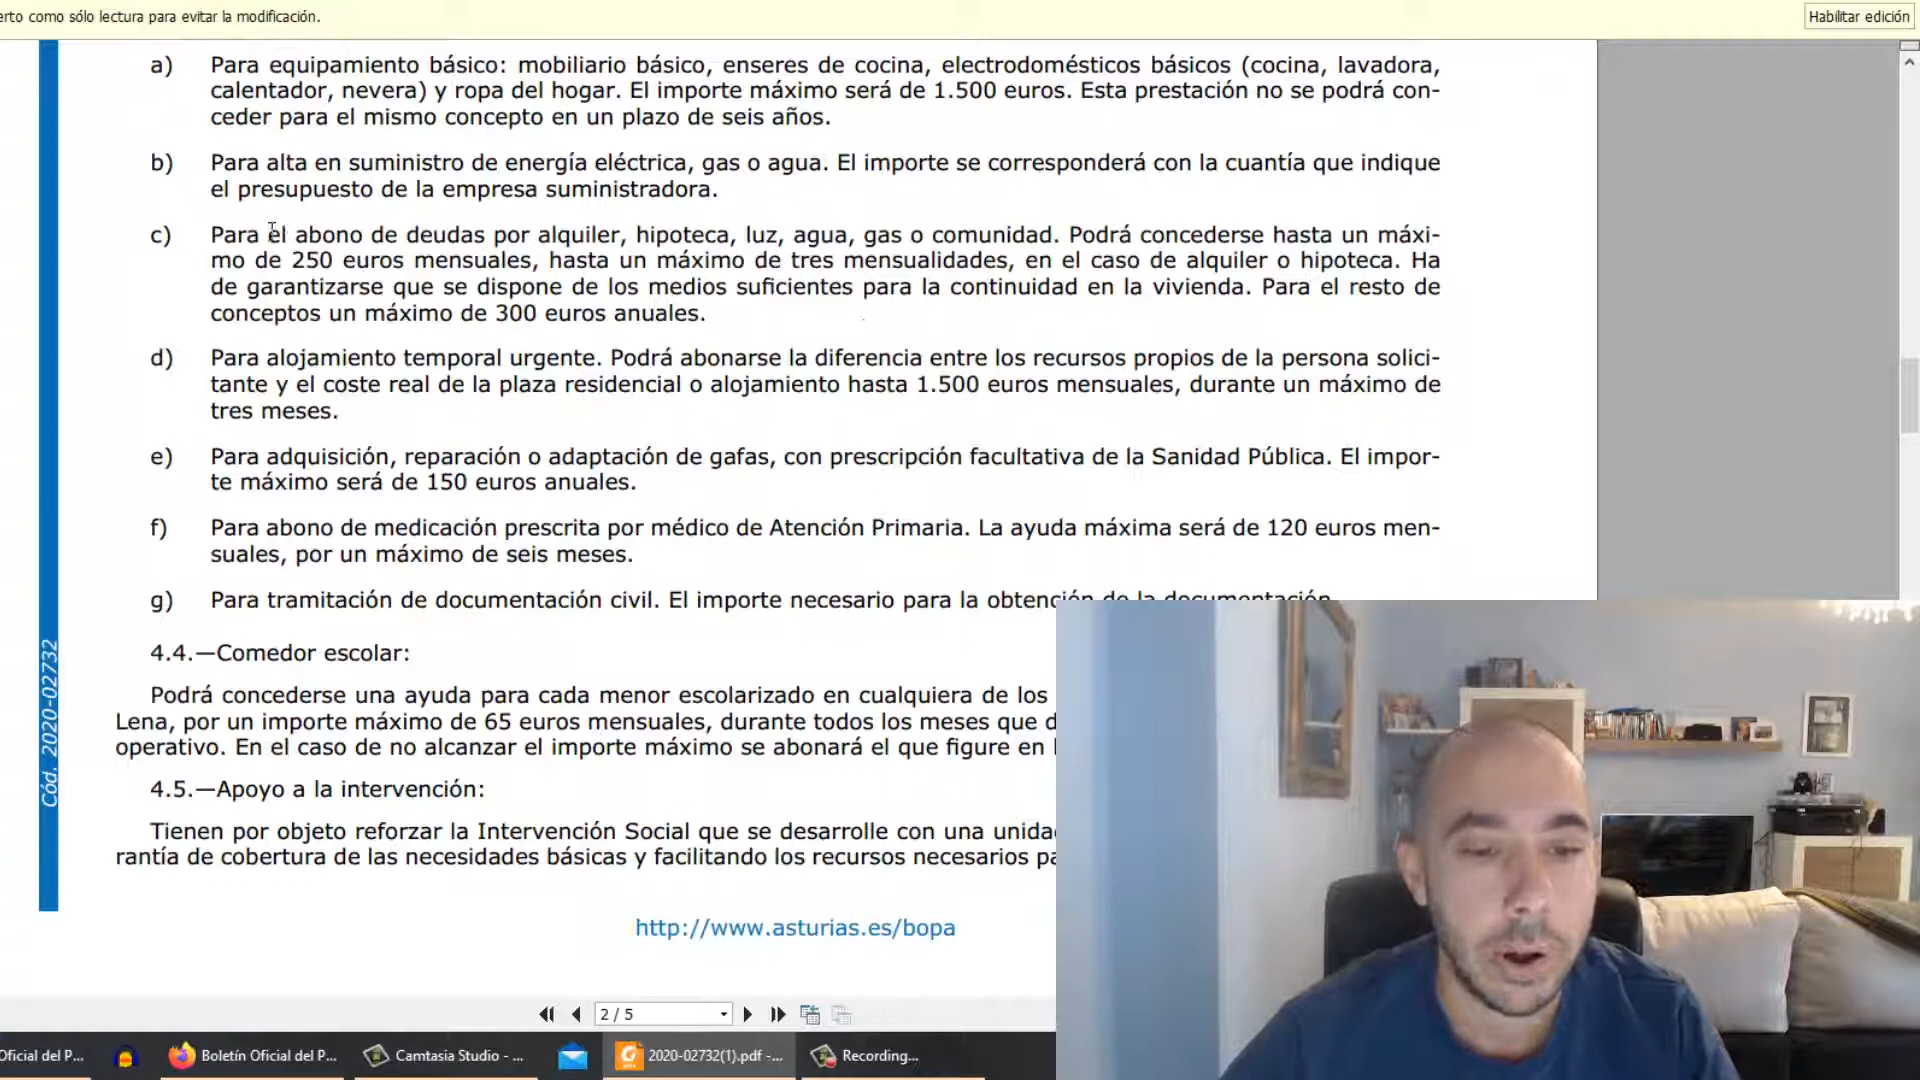 erto como sólo lectura para evitar la modificación.
Habilitar edición
a) Para equipamiento básico: mobiliario básico, enseres de cocina, electrodomésticos básicos (cocina, lavadora,
calentador, nevera) y ropa del hogar. El importe máximo será de 1.500 euros. Esta prestación no se podrá con-
ceder para el mismo concepto en un plazo de seis años.
b) Para alta en suministro de energía eléctrica, gas o agua. El importe se corresponderá con la cuantía que indique
el presupuesto de la empresa suministradora.
c) Para el abono de deudas por alquiler, hipoteca, luz, agua, gas o comunidad. Podrá concederse hasta un máxi-
mo de 250 euros mensuales, hasta un máximo de tres mensualidades, en el caso de alquiler o hipoteca. Ha
de garantizarse que se dispone de los medios suficientes para la continuidad en la vivienda. Para el resto de
conceptos un máximo de 300 euros anuales.
d) Para alojamiento temporal urgente. Podrá abonarse la diferencia entre los recursos propios de la persona solici-
tante y el coste real de la plaza residencial o alojamiento hasta 1.500 euros mensuales, durante un máximo de
tres meses.
e) Para adquisición, reparación o adaptación de gafas, con prescripción facultativa de la Sanidad Pública. El impor-
te máximo será de 150 euros anuales.
f) Para abono de medicación prescrita por médico de Atención Primaria. La ayuda máxima será de 120 euros men-
suales, por un máximo de seis meses.
g) Para tramitación de documentación civil. El importe necesario para la obtención de la documentación.
4.4.—Comedor escolar:
Podrá concederse una ayuda para cada menor escolarizado en cualquiera de los
Lena, por un importe máximo de 65 euros mensuales, durante todos los meses que d
operativo. En el caso de no alcanzar el importe máximo se abonará el que figure en
4.5.—Apoyo a la intervención:
Tienen por objeto reforzar la Intervención Social que se desarrolle con una unida
rantía de cobertura de las necesidades básicas y facilitando los recursos necesarios pa
Cód. 2020-02732
http://www.asturias.es/bopa
2 / 5
Oficial del P...
Boletín Oficial del P...
Camtasia Studio - ...
2020-02732(1).pdf -...
Recording...